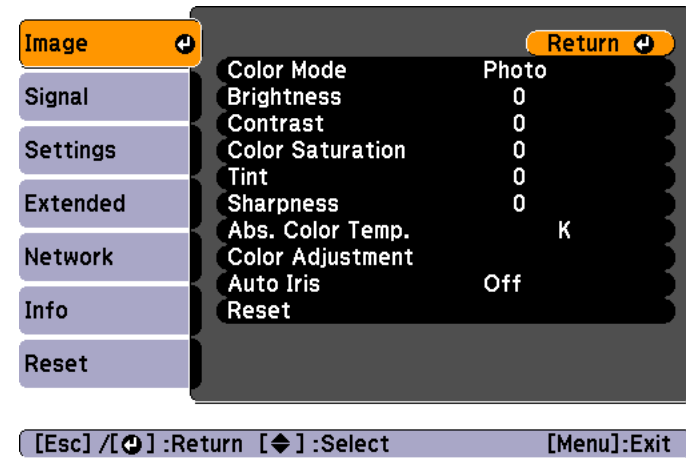 Image
Signal
Settings
Extended
Network
Info
Reset
Return
Color Mode Photo
Brightness 0
Contrast 0
Color Saturation 0
Tint 0
Sharpness 0
Abs. Color Temp. K
Color Adjustment
Auto Iris Off
Reset
[Esc] /[ ] :Return [ ] :Select [Menu]:Exit